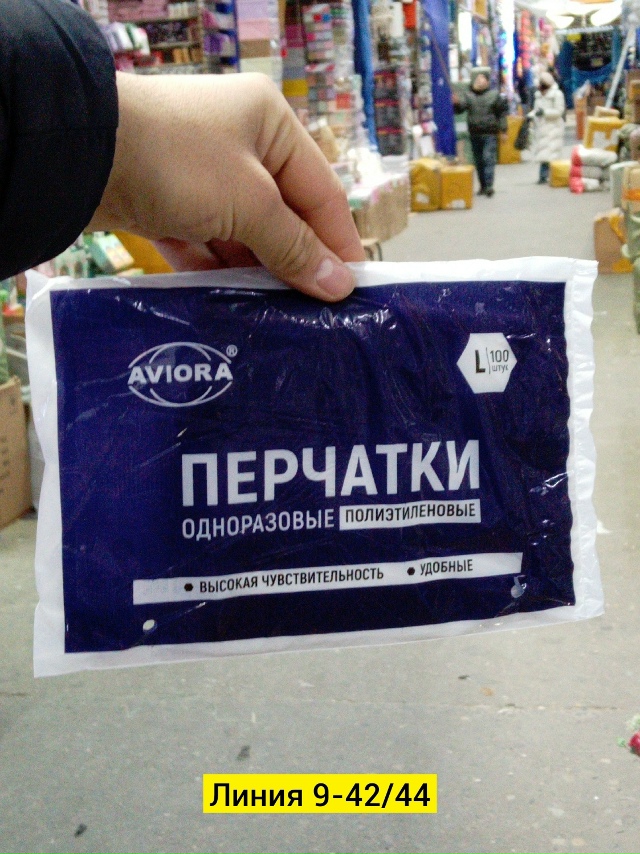 AVIORA®
L 100
штук
ПЕРЧАТКИ
ОДНОРАЗОВЫЕ ПОЛИЭТИЛЕНОВЫЕ
• ВЫСОКАЯ ЧУВСТВИТЕЛЬНОСТЬ • УДОБНЫЕ
Линия 9-42/44